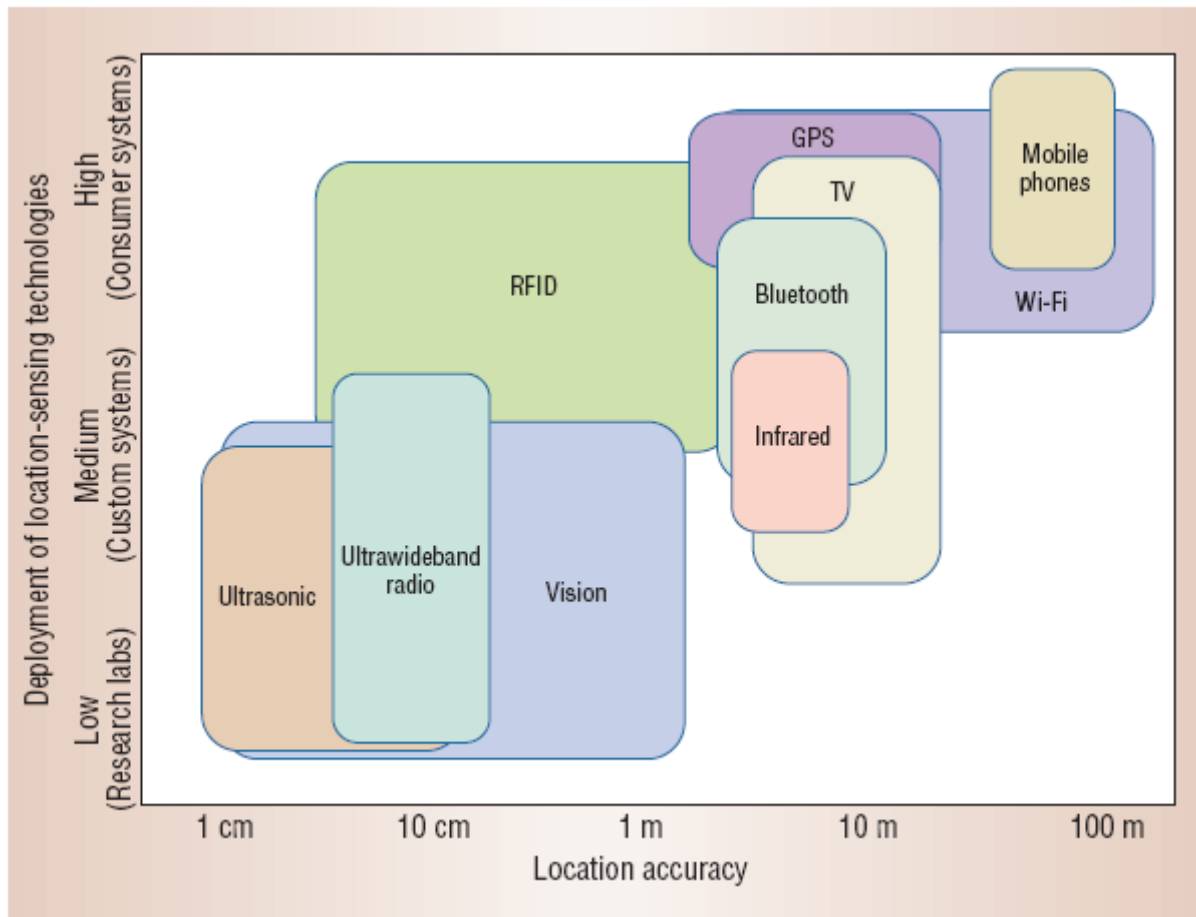 Deployment of location-sensing technologies
High
(Consumer systems)
Medium
(Custom systems)
Low
(Research labs)
GPS
TV
Mobile
phones
RFID
Bluetooth
Wi-Fi
Infrared
Ultrasonic
Ultrawideband
radio
Vision
1 cm
10 cm
1 m
10 m
100 m
Location accuracy